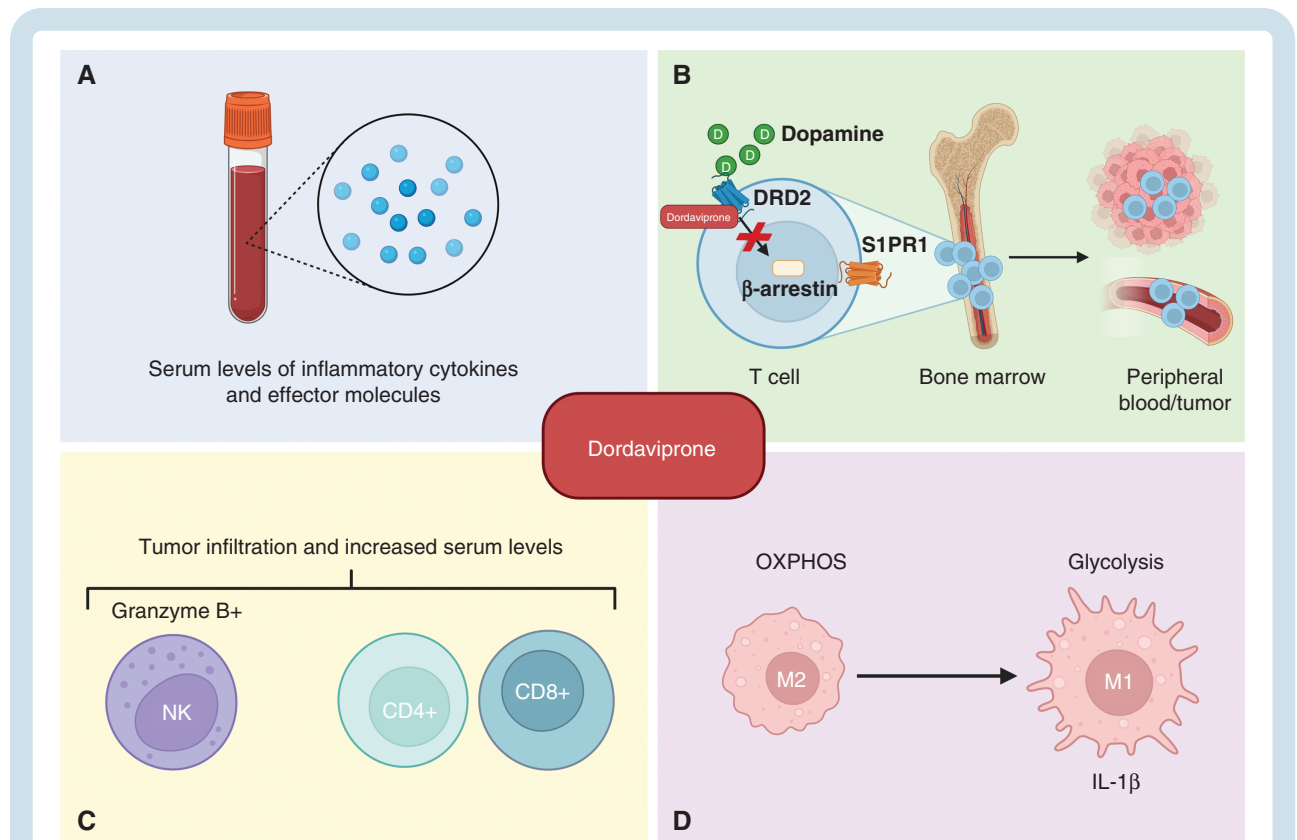 A
Serum levels of inflammatory cytokines
and effector molecules
B
D
D
D
D
Dopamine
DRD2
Dordaviprone
S1PR1
β-arrestin
T cell
Bone marrow
Peripheral
blood/tumor
Dordaviprone
Tumor infiltration and increased serum levels
Granzyme B+
NK
CD4+
CD8+
C
OXPHOS
Glycolysis
M2
M1
IL-1β
D